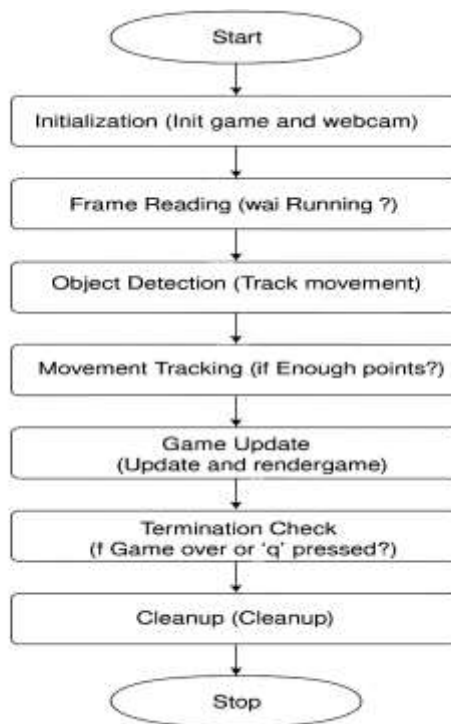 Start
Initialization (Init game and webcam)
Frame Reading (wai Running ?)
Object Detection (Track movement)
Movement Tracking (if Enough points?)
Game Update
(Update and rendergame)
Termination Check
(f Game over or ‘q’ pressed?)
Cleanup (Cleanup)
Stop